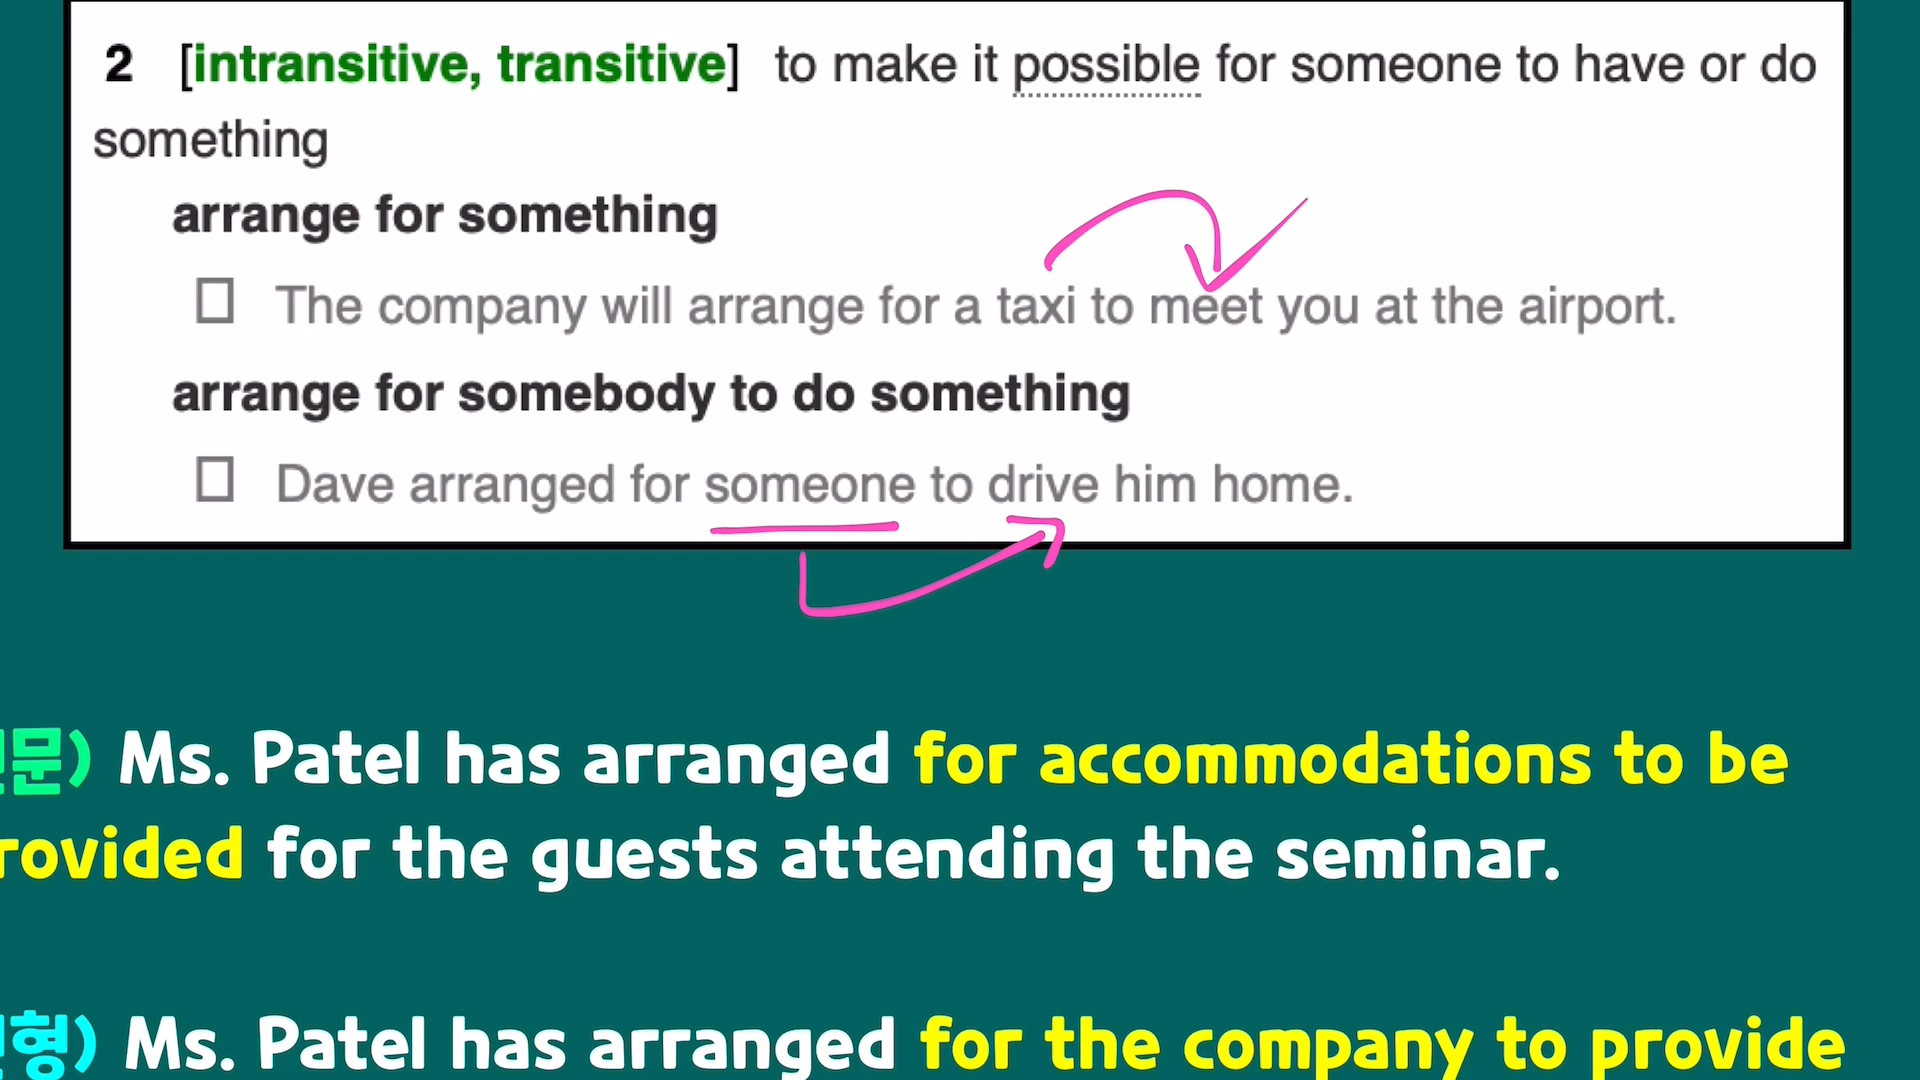 2 [intransitive, transitive] to make it possible for someone to have or do
something
arrange for something
☐ The company will arrange for a taxi to meet you at the airport.
arrange for somebody to do something
☐ Dave arranged for someone to drive him home.
문) Ms. Patel has arranged for accommodations to be
rovided for the guests attending the seminar.
형) Ms. Patel has arranged for the company to provide